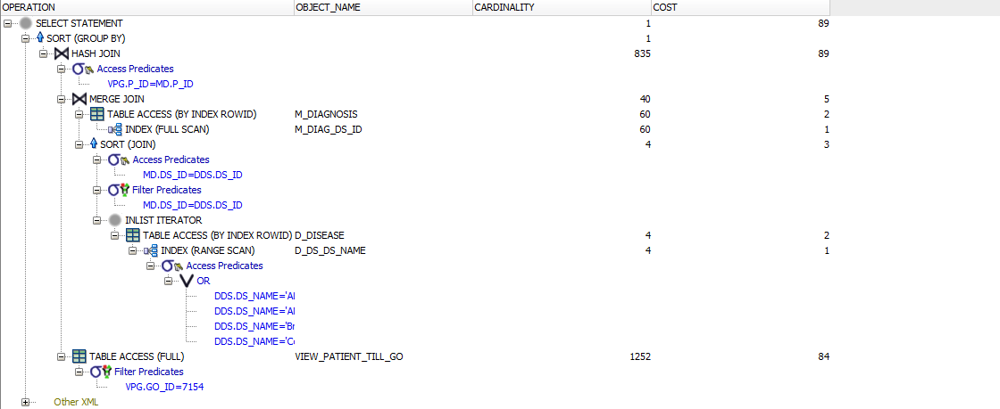 OPERATION OBJECT_NAME CARDINALITY COST
SELECT STATEMENT 1 89
SORT (GROUP BY) 1
HASH JOIN 835 89
Access Predicates
VPG.P_ID=MD.P_ID
MERGE JOIN 40 5
TABLE ACCESS (BY INDEX ROWID) M_DIAGNOSIS 60 2
INDEX (FULL SCAN) M_DIAG_DS_ID 60 1
SORT (JOIN) 4 3
Access Predicates
MD.DS_ID=DDS.DS_ID
Filter Predicates
MD.DS_ID=DDS.DS_ID
INLIST ITERATOR
TABLE ACCESS (BY INDEX ROWID) D_DISEASE 4 2
INDEX (RANGE SCAN) D_DS_DS_NAME 4 1
Access Predicates
OR
DDS.DS_NAME='Al
DDS.DS_NAME='Al
DDS.DS_NAME='Br
DDS.DS_NAME='Co
TABLE ACCESS (FULL) VIEW_PATIENT_TILL_GO 1252 84
Filter Predicates
VPG.GO_ID=7154
Other XML